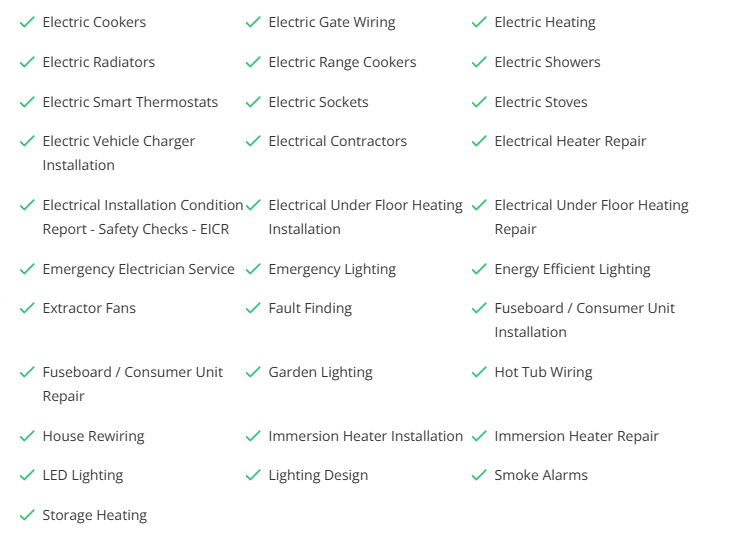 Electric Cookers
Electric Gate Wiring
Electric Heating
Electric Radiators
Electric Range Cookers
Electric Showers
Electric Smart Thermostats
Electric Sockets
Electric Stoves
Electric Vehicle Charger
Installation
Electrical Contractors
Electrical Heater Repair
Electrical Installation Condition
Report - Safety Checks - EICR
Electrical Under Floor Heating
Installation
Electrical Under Floor Heating
Repair
Emergency Electrician Service
Emergency Lighting
Energy Efficient Lighting
Extractor Fans
Fault Finding
Fuseboard / Consumer Unit
Installation
Fuseboard / Consumer Unit
Repair
Garden Lighting
Hot Tub Wiring
House Rewiring
Immersion Heater Installation
Immersion Heater Repair
LED Lighting
Lighting Design
Smoke Alarms
Storage Heating